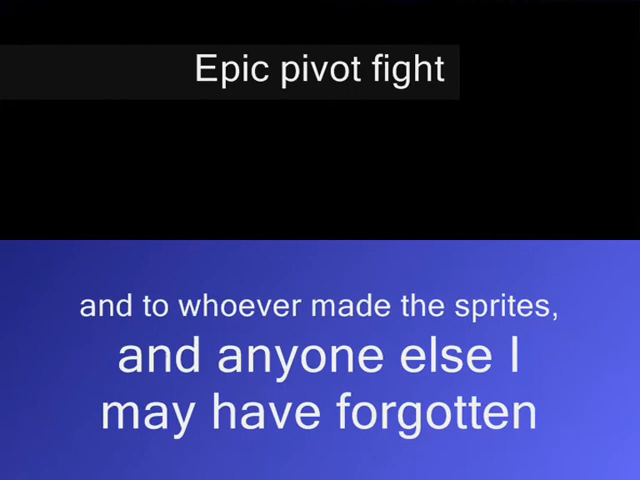 Epic pivot fight
and to whoever made the sprites,
and anyone else I
may have forgotten